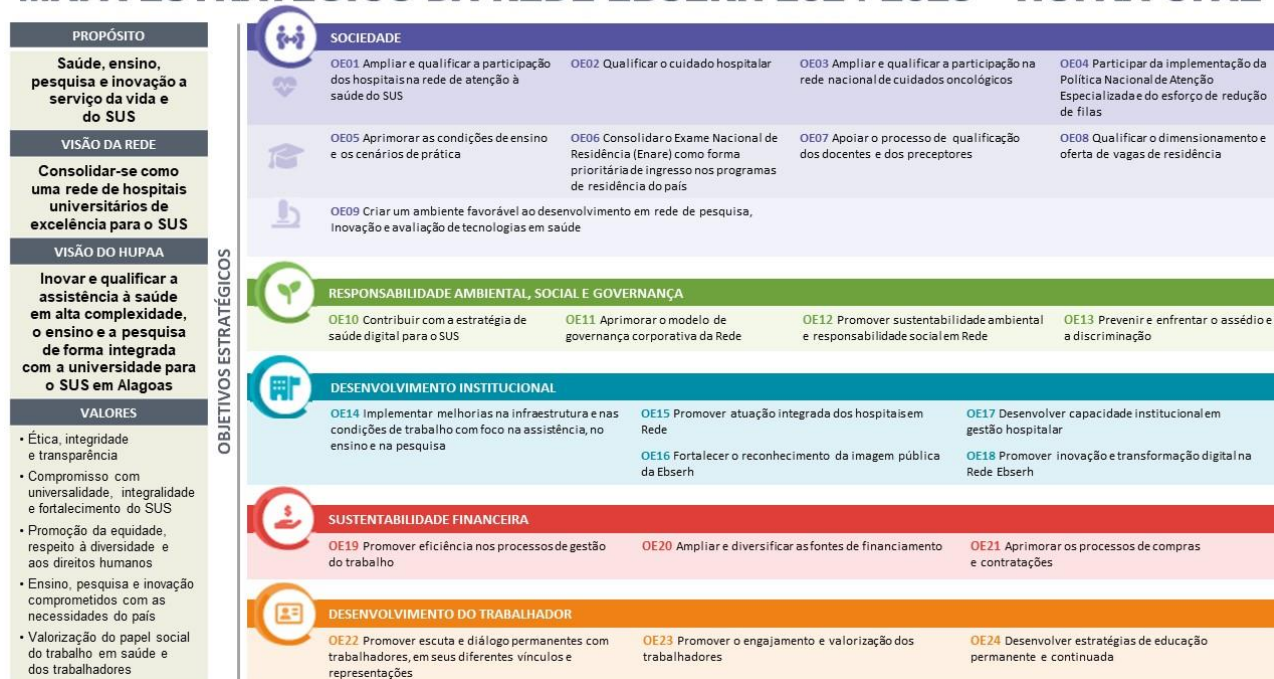 PROPÓSITO
Saúde, ensino,
pesquisa e inovação a
serviço da vida e
do SUS
VISÃO DA REDE
Consolidar-se como
uma rede de hospitais
universitários de
excelência para o SUS
VISÃO DO HUPAA
Inovar e qualificar a
assistência à saúde
em alta complexidade,
o ensino e a pesquisa
de forma integrada
com a universidade para
o SUS em Alagoas
VALORES
• Ética, integridade
e transparência
• Compromisso com
universalidade, integralidade
e fortalecimento do SUS
• Promoção da equidade,
respeito à diversidade e
aos direitos humanos
• Ensino, pesquisa e inovação
comprometidos com as
necessidades do país
• Valorização do papel social
do trabalho em saúde e
dos trabalhadores
OBJETIVOS ESTRATÉGICOS
SOCIEDADE
OE01 Ampliar e qualificar a participação
dos hospitais na rede de atenção à
saúde do SUS
OE02 Qualificar o cuidado hospitalar
OE03 Ampliar e qualificar a participação na
rede nacional de cuidados oncológicos
OE04 Participar da implementação da
Política Nacional de Atenção
Especializada e do esforço de redução
de filas
OE05 Aprimorar as condições de ensino
e os cenários de prática
OE06 Consolidar o Exame Nacional de
Residência (Enare) como forma
prioritária de ingresso nos programas
de residência do país
OE07 Apoiar o processo de qualificação
dos docentes e dos preceptores
OE08 Qualificar o dimensionamento e
oferta de vagas de residência
OE09 Criar um ambiente favorável ao desenvolvimento em rede de pesquisa,
Inovação e avaliação de tecnologias em saúde
RESPONSABILIDADE AMBIENTAL, SOCIAL E GOVERNANÇA
OE10 Contribuir com a estratégia de
saúde digital para o SUS
OE11 Aprimorar o modelo de
governança corporativa da Rede
OE12 Promover sustentabilidade ambiental
e responsabilidade social em Rede
OE13 Prevenir e enfrentar o assédio e
a discriminação
DESENVOLVIMENTO INSTITUCIONAL
OE14 Implementar melhorias na infraestrutura e nas
condições de trabalho com foco na assistência, no
ensino e na pesquisa
OE15 Promover atuação integrada dos hospitais em
Rede
OE16 Fortalecer o reconhecimento da imagem pública
da Ebserh
OE17 Desenvolver capacidade institucional em
gestão hospitalar
OE18 Promover inovação e transformação digital na
Rede Ebserh
SUSTENTABILIDADE FINANCEIRA
OE19 Promover eficiência nos processos de gestão
do trabalho
OE20 Ampliar e diversificar as fontes de financiamento
OE21 Aprimorar os processos de compras
e contratações
DESENVOLVIMENTO DO TRABALHADOR
OE22 Promover escuta e diálogo permanentes com
trabalhadores, em seus diferentes vínculos e
representações
OE23 Promover o engajamento e valorização dos
trabalhadores
OE24 Desenvolver estratégias de educação
permanente e continuada